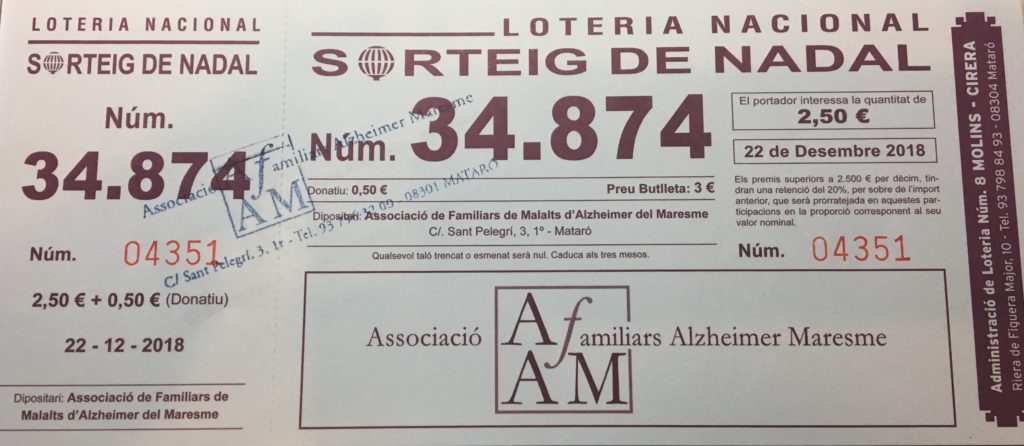 LOTERIA NACIONAL
SORTEIG DE NADAL
Núm.
34.874
Núm. 04351
2,50 € + 0,50 € (Donatiu)
22 - 12 - 2018
Dipositari: Associació de Familiars de
Malalts d'Alzheimer del Maresme
LOTERIA NACIONAL
SORTEIG DE NADAL
Núm. 34.874
El portador interessa la quantitat de
2,50 €
22 de Desembre 2018
Donatiu: 0,50 € Preu Butlleta: 3 €
Dipositari: Associació de Familiars de Malalts d'Alzheimer del Maresme
C/. Sant Pelegrí, 3, 1º - Mataró
Qualsevol taló trencat o esmenat serà nul. Caduca als tres mesos.
Els premis superiors a 2.500 € per dècim, tin-
dran una retenció del 20%, per sobre de l'import
anterior, que serà prorratejada en aquestes par-
ticipacions en la proporció corresponent al seu
valor nominal.
Núm. 04351
Associació AfAM familiars Alzheimer Maresme
Administració de Loteria Núm. 8 MOLINS - CIRERA
Riera de Figuera Major, 10 - Tel. 93 798 84 93 - 08304 Mataró
Associació AfAM familiars Alzheimer Maresme
C/ Sant Pelegrí, 3, 1r - Tel. 93 - 08301 MATARÓ